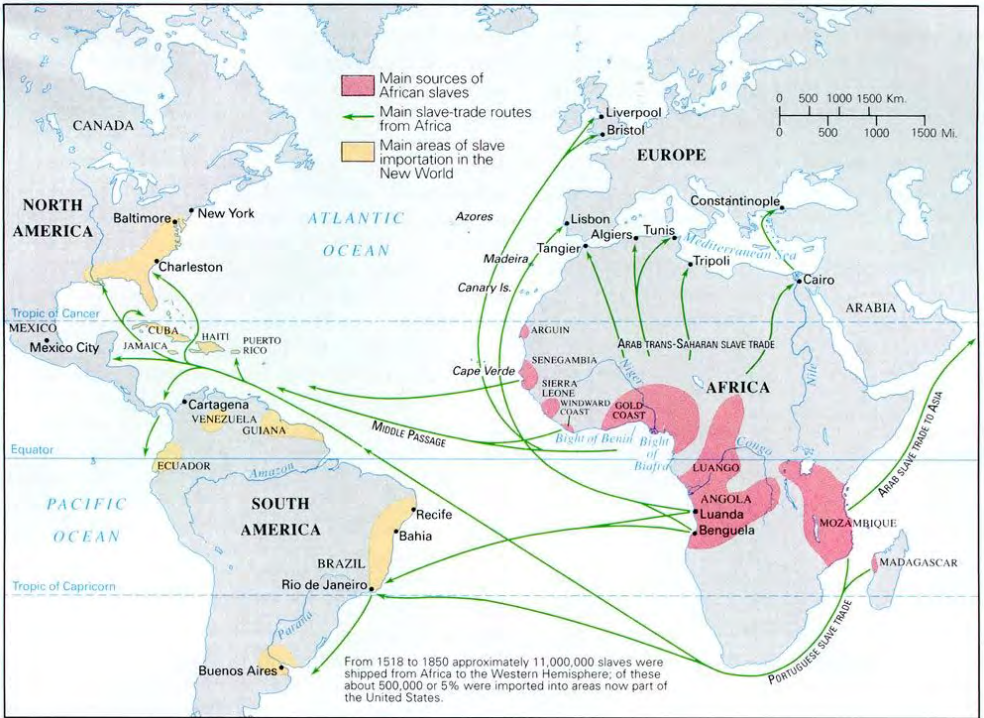 Main sources of
African slaves
Main slave-trade routes
from Africa
Main areas of slave
importation in the
New World
0 500 1000 1500 Km.
0 500 1000 1500 Mi.
CANADA
NORTH
AMERICA
Baltimore
New York
Charleston
ATLANTIC
OCEAN
Azores
Madeira
Canary Is.
Liverpool
Bristol
EUROPE
Lisbon
Algiers
Tunis
Tangier
Constantinople
Mediterranean Sea
Tripoli
Cairo
ARABIA
Tropic of Cancer
MEXICO
Mexico City
CUBA
JAMAICA
HAITI
PUERTO
RICO
ARGUIN
ARAB TRANS-SAHARAN SLAVE TRADE
SENEGAMBIA
Cape Verde
SIERRA
LEONE
WINDWARD
COAST
Niger
GOLD
COAST
AFRICA
Nile
Cartagena
VENEZUELA
GUIANA
MIDDLE PASSAGE
Bight of Benin
Bight
of
Biafra
Congo
ARAB SLAVE TRADE TO ASIA
Equator
ECUADOR
Amazon
LUANGO
ANGOLA
Luanda
Benguela
MOZAMBIQUE
MADAGASCAR
PACIFIC
OCEAN
SOUTH
AMERICA
Recife
Bahia
BRAZIL
Rio de Janeiro
Tropic of Capricorn
Paraná
Buenos Aires
PORTUGUESE SLAVE TRADE
From 1518 to 1850 approximately 11,000,000 slaves were
shipped from Africa to the Western Hemisphere; of these
about 500,000 or 5% were imported into areas now part of
the United States.